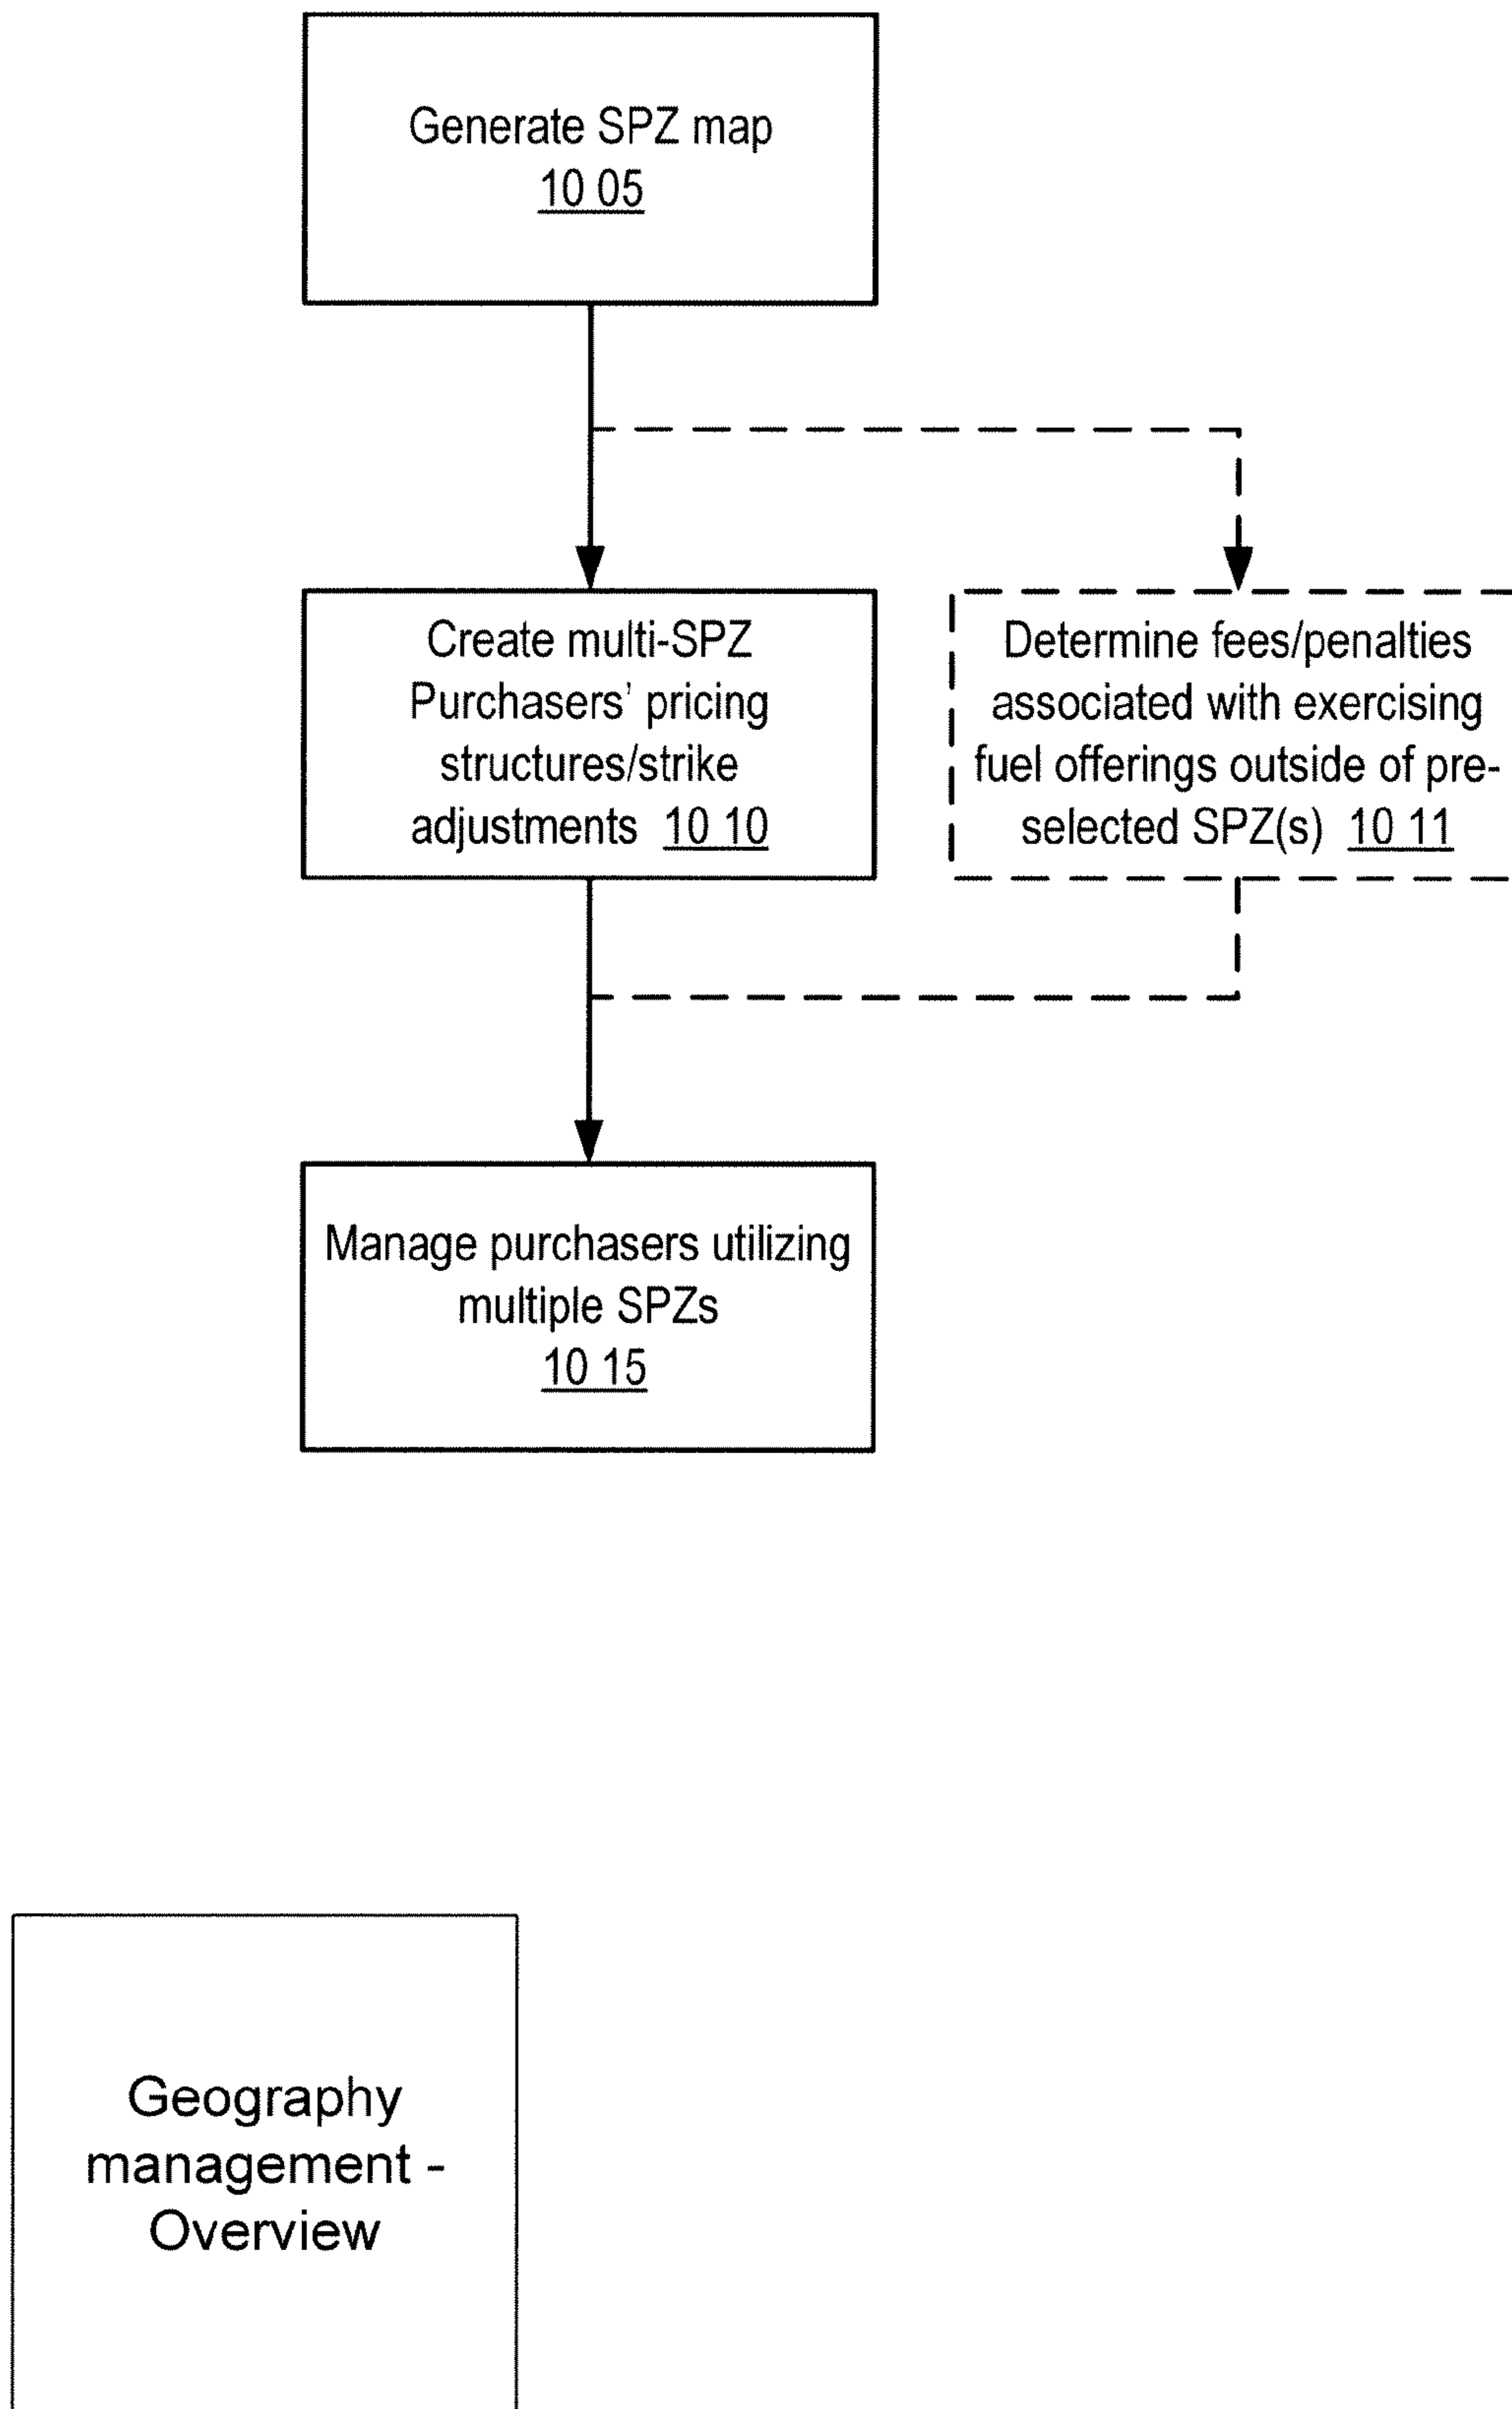 Generate SPZ map
10 05
Create multi-SPZ
Purchasers' pricing
structures/strike
adjustments 10 10
Determine fees/penalties
associated with exercising
fuel offerings outside of pre-
selected SPZ(s) 10 11
Manage purchasers utilizing
multiple SPZs
10 15
Geography
management -
Overview